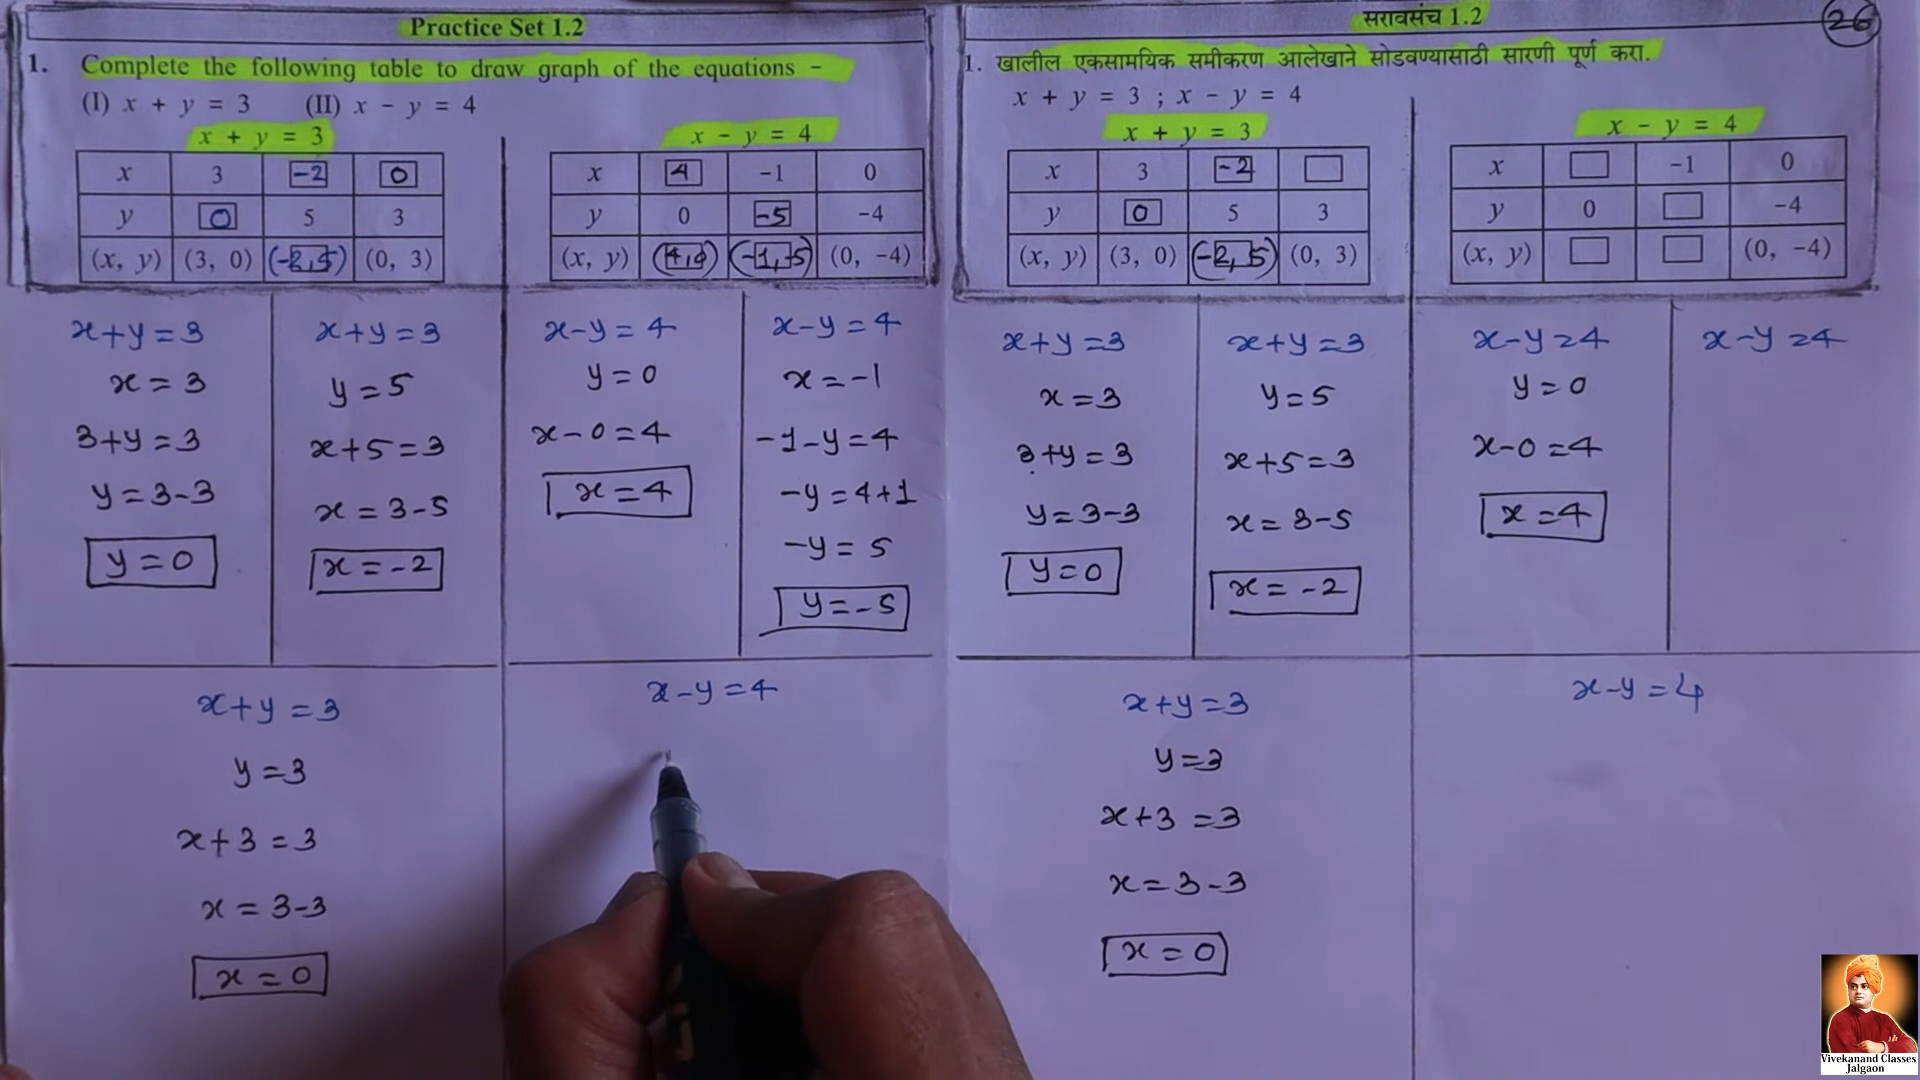 Practice Set 1.2
1. Complete the following table to draw graph of the equations -
(I) x + y = 3 (II) x - y = 4
x + y = 3
x 3 -2 0
y 0 5 3
(x, y) (3, 0) (-2,5) (0, 3)
x - y = 4
x 4 -1 0
y 0 -5 -4
(x, y) (4,0) (-1,-5) (0, -4)
x+y=3
x=3
3+y=3
y=3-3
y=0
x+y=3
y=5
x+5=3
x=3-5
x=-2
x-y=4
y=0
x-0=4
x=4
x-y=4
x=-1
-1-y=4
-y=4+1
-y=5
y=-5
x+y=3
y=3
x+3=3
x=3-3
x=0
x-y=4
सरावसंच 1.2
26
1. खालील एकसामयिक समीकरण आलेखाने सोडवण्यासाठी सारणी पूर्ण करा.
x + y = 3 ; x - y = 4
x + y = 3
x 3 -2
y 0 5 3
(x, y) (3, 0) (-2,5) (0, 3)
x - y = 4
x -1 0
y 0 -4
(x, y) (0, -4)
x+y=3
x=3
3+y=3
y=3-3
y=0
x+y=3
y=5
x+5=3
x=3-5
x=-2
x-y=4
y=0
x-0=4
x=4
x-y=4
x+y=3
y=3
x+3=3
x=3-3
x=0
x-y=4
Vivekanand Classes
Jalgaon